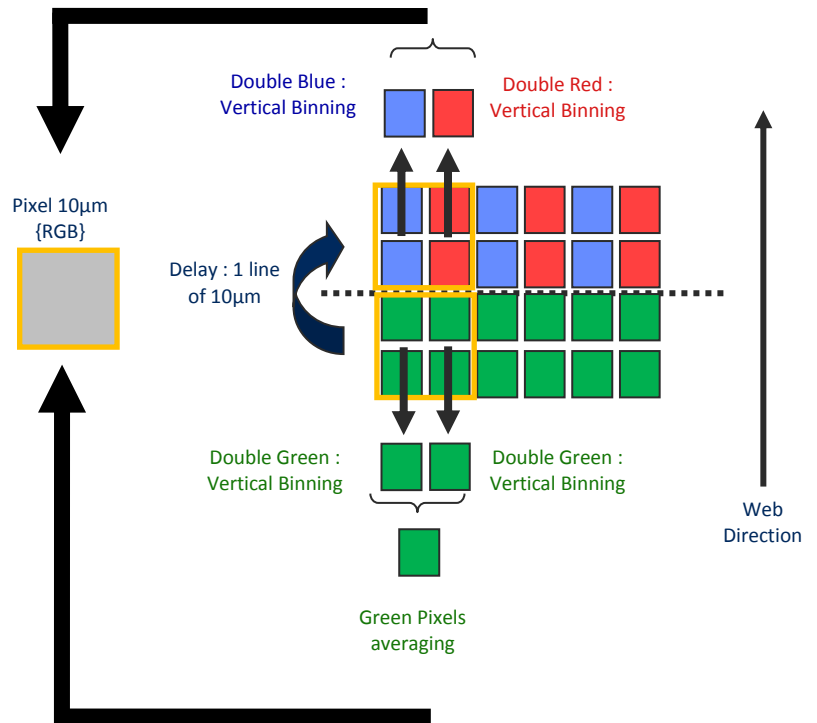 Double Blue :
Vertical Binning
Double Red :
Vertical Binning
Pixel 10µm
{RGB}
Delay : 1 line
of 10µm
Double Green :
Vertical Binning
Double Green :
Vertical Binning
Web
Direction
Green Pixels
averaging